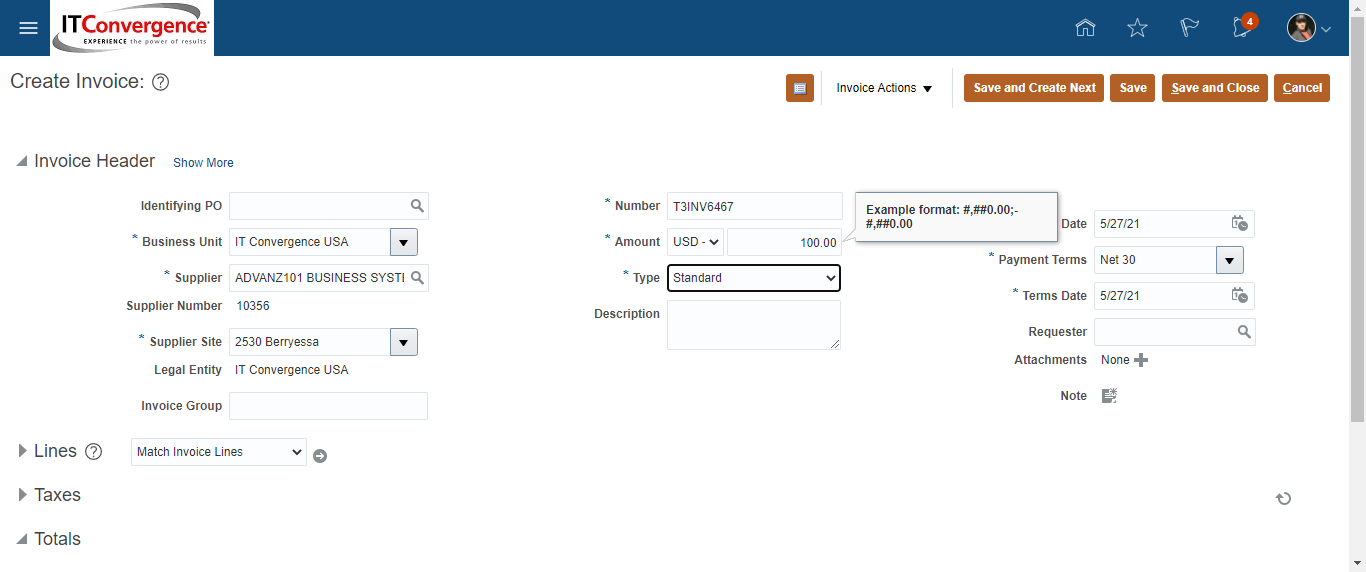 ITConvergence
EXPERIENCE the power of results
4
Create Invoice: ?
Invoice Actions
Save and Create Next
Save
Save and Close
Cancel
Invoice Header Show More
Identifying PO
* Business Unit IT Convergence USA
* Supplier ADVANZ101 BUSINESS SYSTE
Supplier Number 10356
* Supplier Site 2530 Berryessa
Legal Entity IT Convergence USA
Invoice Group
* Number T3INV6467
* Amount USD - 100.00
* Type Standard
Description
Example format: #,##0.00;-
#,##0.00
Date 5/27/21
* Payment Terms Net 30
* Terms Date 5/27/21
Requester
Attachments None
Note
Lines ? Match Invoice Lines
Taxes
Totals